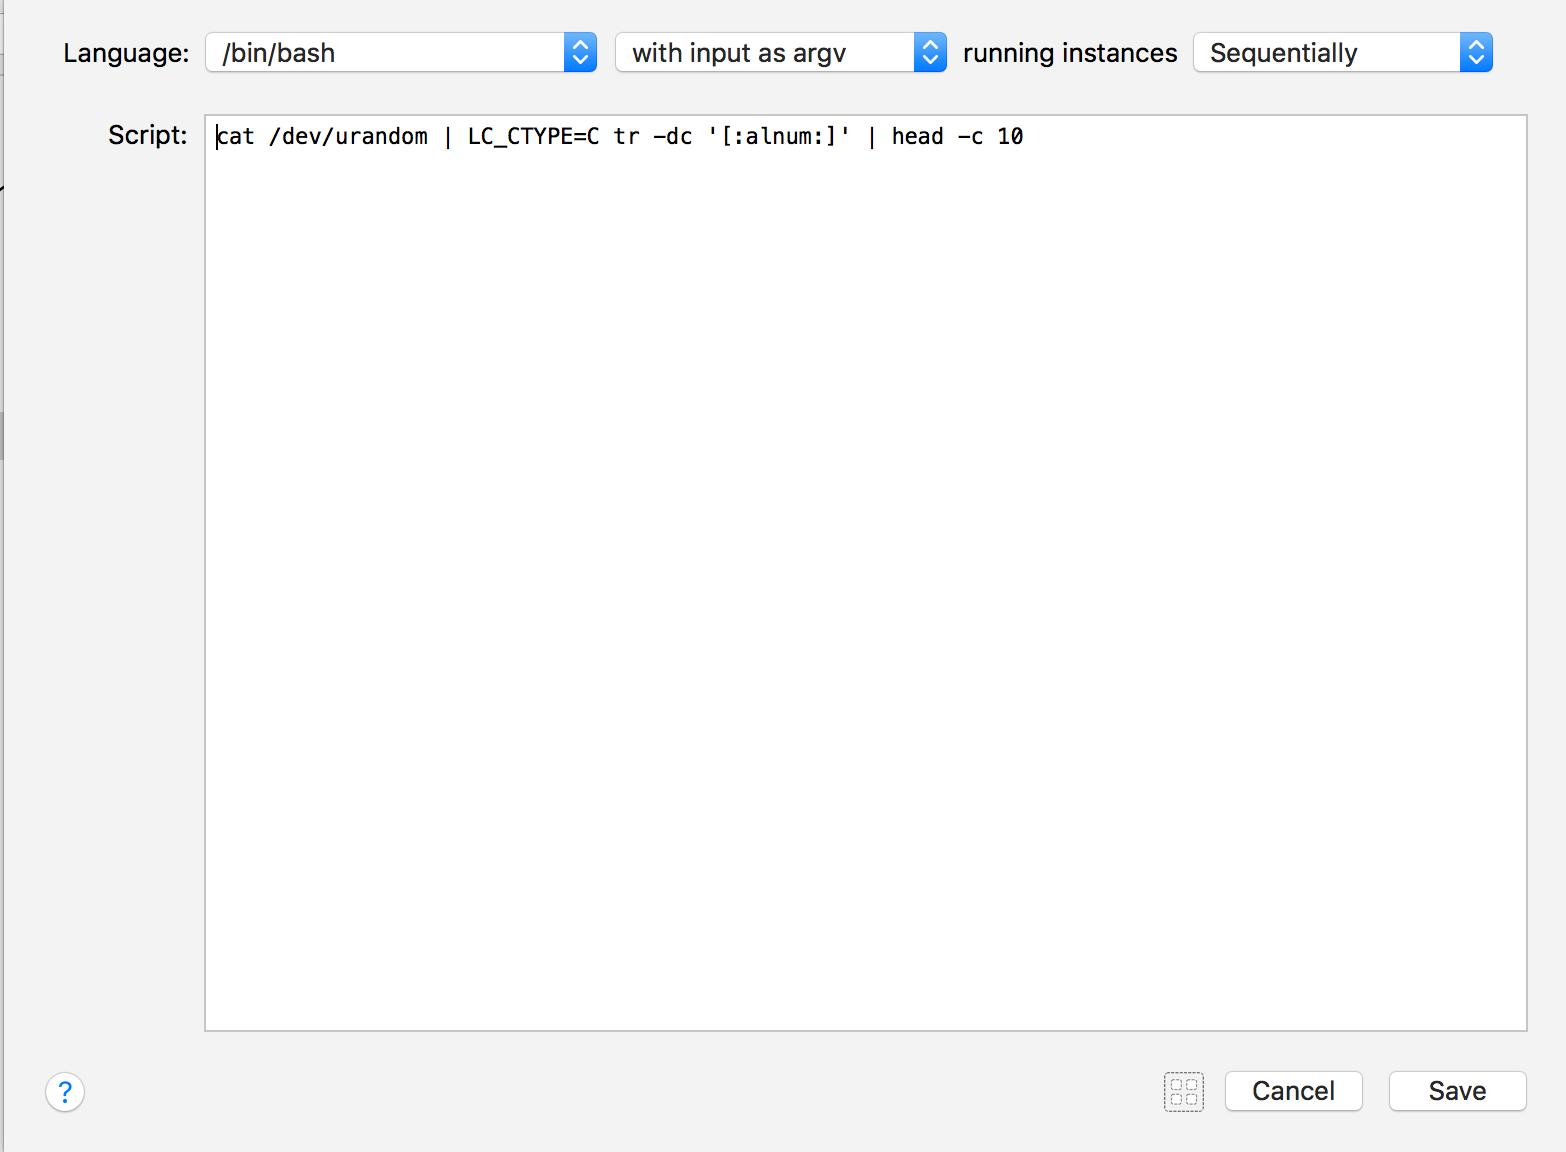 Language: /bin/bash with input as argv running instances Sequentially
Script: cat /dev/urandom | LC_CTYPE=C tr -dc '[:alnum:]' | head -c 10
? Cancel Save